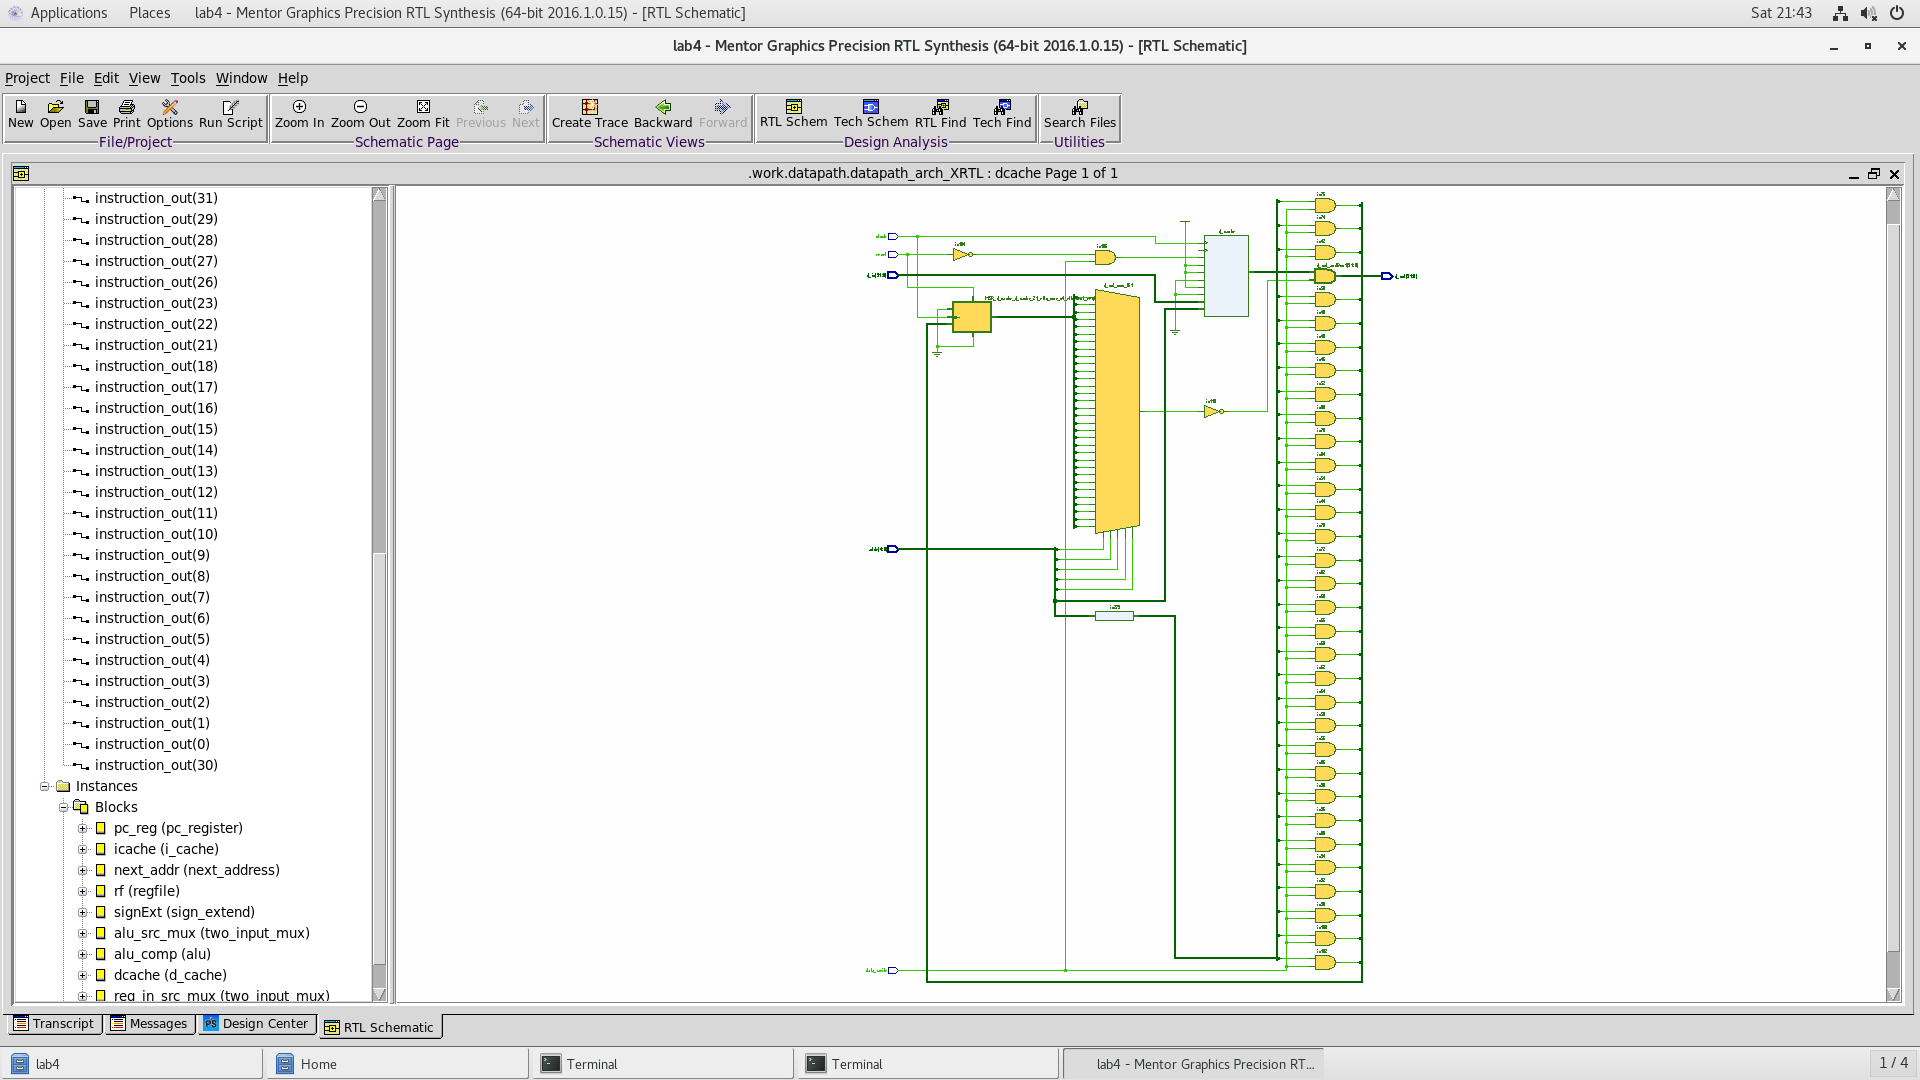 Applications Places lab4 - Mentor Graphics Precision RTL Synthesis (64-bit 2016.1.0.15) - [RTL Schematic] Sat 21:43
lab4 - Mentor Graphics Precision RTL Synthesis (64-bit 2016.1.0.15) - [RTL Schematic]
Project File Edit View Tools Window Help
New Open Save Print Options Run Script Zoom In Zoom Out Zoom Fit Previous Next Create Trace Backward Forward RTL Schem Tech Schem RTL Find Tech Find Search Files
File/Project Schematic Page Schematic Views Design Analysis Utilities
.work.datapath.datapath_arch_XRTL : dcache Page 1 of 1
instruction_out(31)
instruction_out(29)
instruction_out(28)
instruction_out(27)
instruction_out(26)
instruction_out(23)
instruction_out(22)
instruction_out(21)
instruction_out(18)
instruction_out(17)
instruction_out(16)
instruction_out(15)
instruction_out(14)
instruction_out(13)
instruction_out(12)
instruction_out(11)
instruction_out(10)
instruction_out(9)
instruction_out(8)
instruction_out(7)
instruction_out(6)
instruction_out(5)
instruction_out(4)
instruction_out(3)
instruction_out(2)
instruction_out(1)
instruction_out(0)
instruction_out(30)
Instances
Blocks
pc_reg (pc_register)
icache (i_cache)
next_addr (next_address)
rf (regfile)
signExt (sign_extend)
alu_src_mux (two_input_mux)
alu_comp (alu)
dcache (d_cache)
reg_in_src_mux (two_input_mux)
Transcript Messages Design Center RTL Schematic
lab4 Home Terminal Terminal lab4 - Mentor Graphics Precision RT... 1 / 4